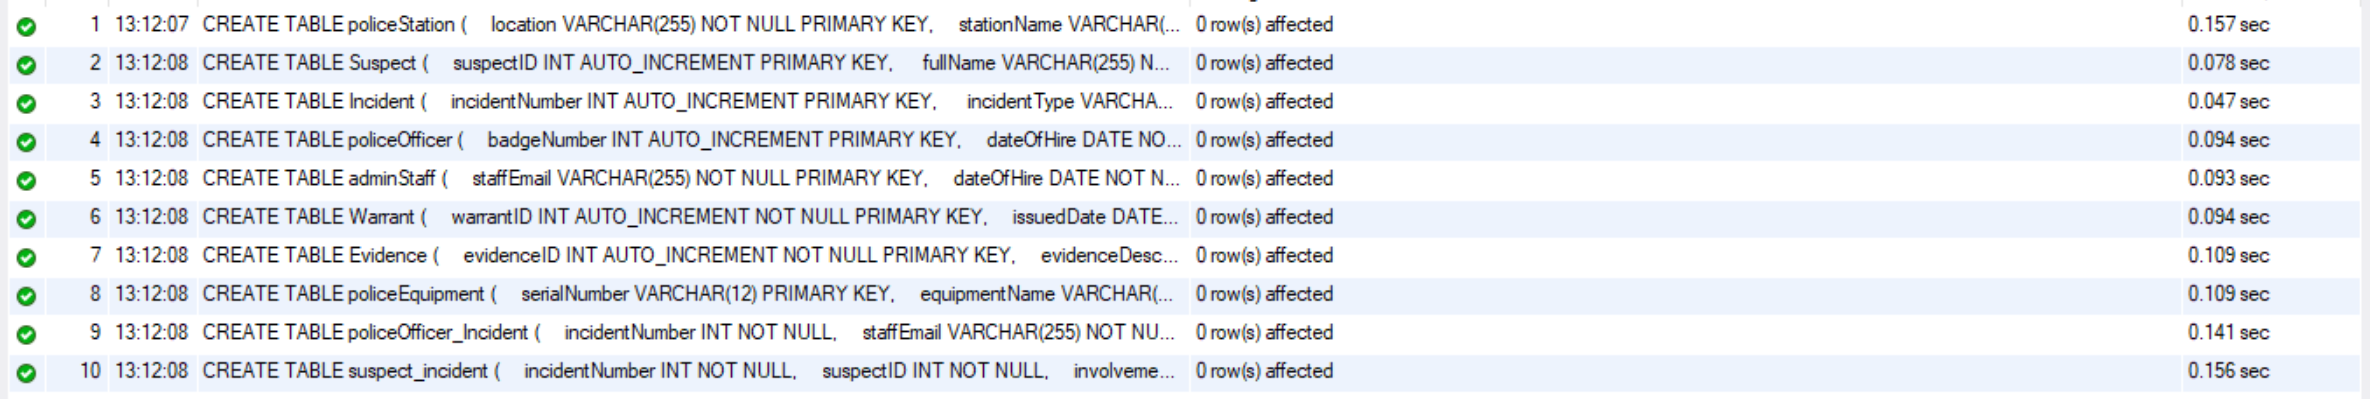 1 13:12:07 CREATE TABLE policeStation ( location VARCHAR(255) NOT NULL PRIMARY KEY, stationName VARCHAR(... 0 row(s) affected 0.157 sec
2 13:12:08 CREATE TABLE Suspect ( suspectID INT AUTO_INCREMENT PRIMARY KEY, fullName VARCHAR(255) N... 0 row(s) affected 0.078 sec
3 13:12:08 CREATE TABLE Incident ( incidentNumber INT AUTO_INCREMENT PRIMARY KEY, incidentType VARCHA... 0 row(s) affected 0.047 sec
4 13:12:08 CREATE TABLE policeOfficer ( badgeNumber INT AUTO_INCREMENT PRIMARY KEY, dateOfHire DATE NO... 0 row(s) affected 0.094 sec
5 13:12:08 CREATE TABLE adminStaff ( staffEmail VARCHAR(255) NOT NULL PRIMARY KEY, dateOfHire DATE NOT N... 0 row(s) affected 0.093 sec
6 13:12:08 CREATE TABLE Warrant ( warrantID INT AUTO_INCREMENT NOT NULL PRIMARY KEY, issuedDate DATE... 0 row(s) affected 0.094 sec
7 13:12:08 CREATE TABLE Evidence ( evidenceID INT AUTO_INCREMENT NOT NULL PRIMARY KEY, evidenceDesc... 0 row(s) affected 0.109 sec
8 13:12:08 CREATE TABLE policeEquipment ( serialNumber VARCHAR(12) PRIMARY KEY, equipmentName VARCHAR(... 0 row(s) affected 0.109 sec
9 13:12:08 CREATE TABLE policeOfficer_Incident ( incidentNumber INT NOT NULL, staffEmail VARCHAR(255) NOT NU... 0 row(s) affected 0.141 sec
10 13:12:08 CREATE TABLE suspect_incident ( incidentNumber INT NOT NULL, suspectID INT NOT NULL, involveme... 0 row(s) affected 0.156 sec